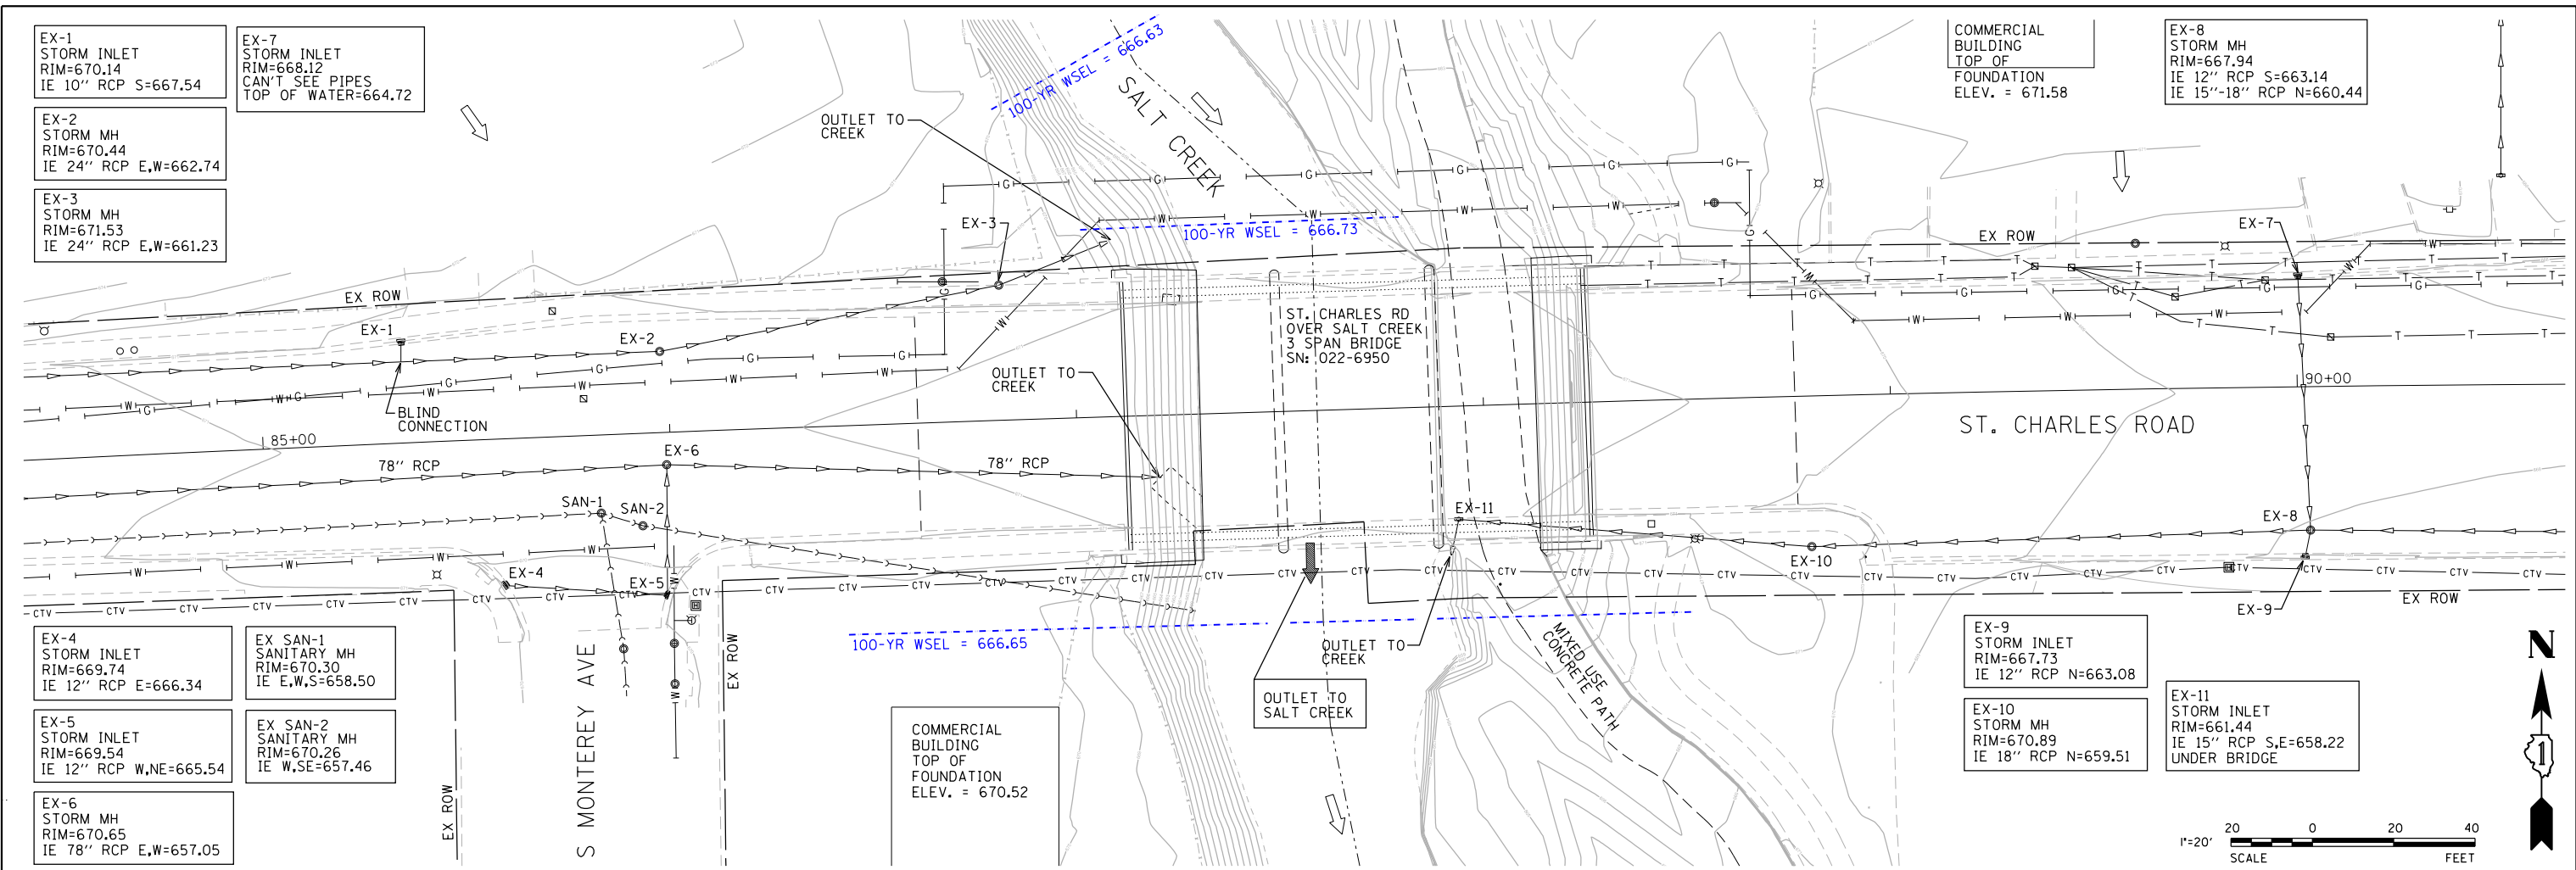 EX-1
STORM INLET
RIM=670.14
IE 10'' RCP S=667.54
EX-7
STORM INLET
RIM=668.12
CAN'T SEE PIPES
TOP OF WATER=664.72
EX-2
STORM MH
RIM=670.44
IE 24'' RCP E,W=662.74
EX-3
STORM MH
RIM=671.53
IE 24'' RCP E,W=661.23
100-YR WSEL = 666.63
SALT CREEK
OUTLET TO
CREEK
COMMERCIAL
BUILDING
TOP OF
FOUNDATION
ELEV. = 671.58
EX-8
STORM MH
RIM=667.94
IE 12'' RCP S=663.14
IE 15''-18'' RCP N=660.44
EX-3
100-YR WSEL = 666.73
EX ROW
EX-7
EX ROW
EX-1
EX-2
BLIND
CONNECTION
OUTLET TO
CREEK
ST. CHARLES RD
OVER SALT CREEK
3 SPAN BRIDGE
SN: 022-6950
85+00
90+00
ST. CHARLES ROAD
78'' RCP
EX-6
78'' RCP
SAN-1
SAN-2
EX-11
EX-8
EX-4
EX-5
EX-10
EX-9
EX ROW
100-YR WSEL = 666.65
OUTLET TO
CREEK
OUTLET TO
SALT CREEK
MIXED USE
CONCRETE PATH
EX-4
STORM INLET
RIM=669.74
IE 12'' RCP E=666.34
EX SAN-1
SANITARY MH
RIM=670.30
IE E,W,S=658.50
EX-5
STORM INLET
RIM=669.54
IE 12'' RCP W,NE=665.54
EX SAN-2
SANITARY MH
RIM=670.26
IE W,SE=657.46
EX-6
STORM MH
RIM=670.65
IE 78'' RCP E,W=657.05
EX ROW
S MONTEREY AVE
EX ROW
COMMERCIAL
BUILDING
TOP OF
FOUNDATION
ELEV. = 670.52
EX-9
STORM INLET
RIM=667.73
IE 12'' RCP N=663.08
EX-10
STORM MH
RIM=670.89
IE 18'' RCP N=659.51
EX-11
STORM INLET
RIM=661.44
IE 15'' RCP S,E=658.22
UNDER BRIDGE
N
1
1"=20'
20 0 20 40
SCALE FEET